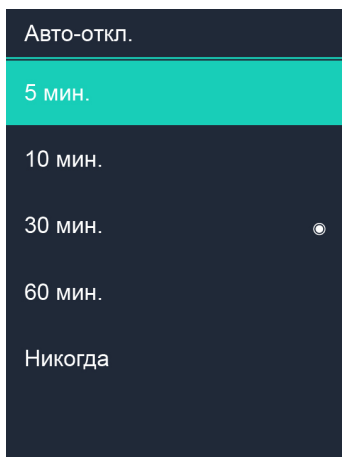 Авто-откл.
5 мин.
10 мин.
30 мин.
60 мин.
Никогда